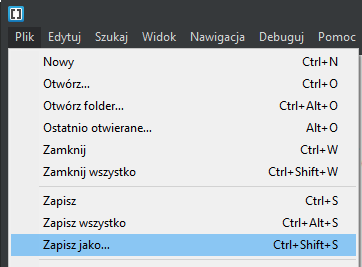 Plik Edytuj Szukaj Widok Nawigacja Debuguj Pomoc
Nowy Ctrl+N
Otwórz... Ctrl+O
Otwórz folder... Ctrl+Alt+O
Ostatnio otwierane... Alt+O
Zamknij Ctrl+W
Zamknij wszystko Ctrl+Shift+W
Zapisz Ctrl+S
Zapisz wszystko Ctrl+Alt+S
Zapisz jako... Ctrl+Shift+S